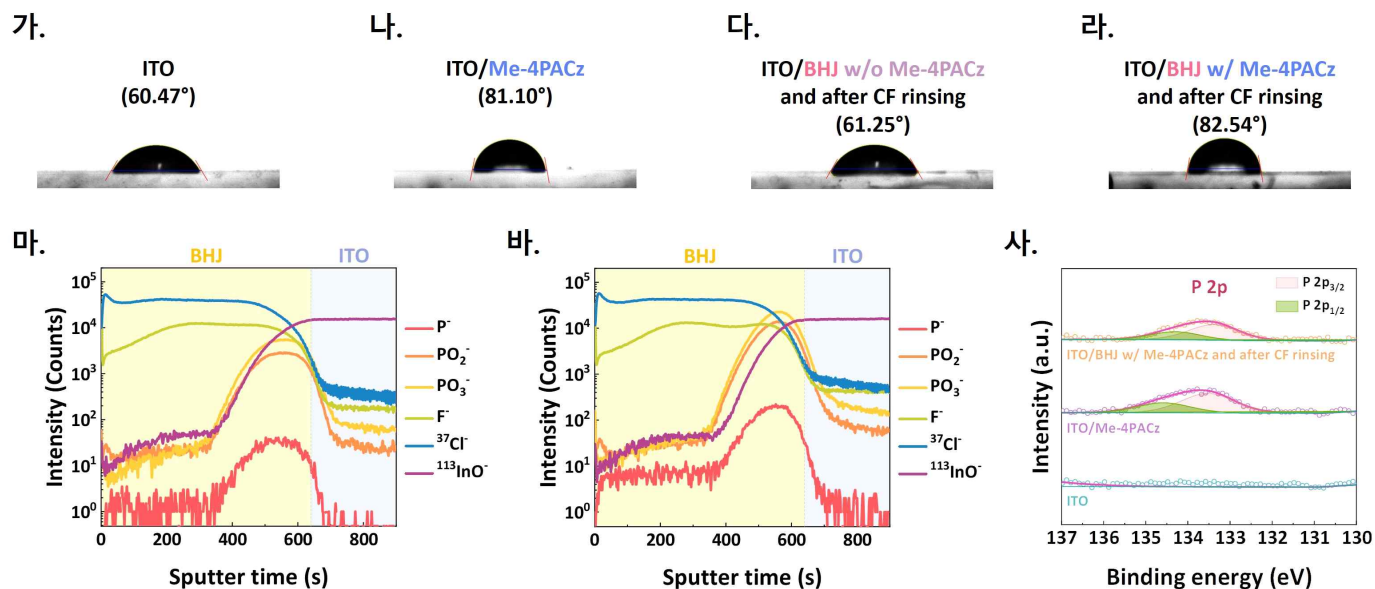 가.
ITO
(60.47°)
나.
ITO/Me-4PACz
(81.10°)
다.
ITO/BHJ w/o Me-4PACz
and after CF rinsing
(61.25°)
라.
ITO/BHJ w/ Me-4PACz
and after CF rinsing
(82.54°)
마.
BHJ
ITO
Intensity (Counts)
10⁵
10⁴
10³
10²
10¹
10⁰
0
200
400
600
800
Sputter time (s)
P⁻
PO₂⁻
PO₃⁻
F⁻
³⁷Cl⁻
¹¹³InO⁻
바.
BHJ
ITO
Intensity (Counts)
10⁵
10⁴
10³
10²
10¹
10⁰
0
200
400
600
800
Sputter time (s)
P⁻
PO₂⁻
PO₃⁻
F⁻
³⁷Cl⁻
¹¹³InO⁻
사.
P 2p
P 2p₃/₂
P 2p₁/₂
ITO/BHJ w/ Me-4PACz and after CF rinsing
ITO/Me-4PACz
ITO
Intensity (a.u.)
137 136 135 134 133 132 131 130
Binding energy (eV)